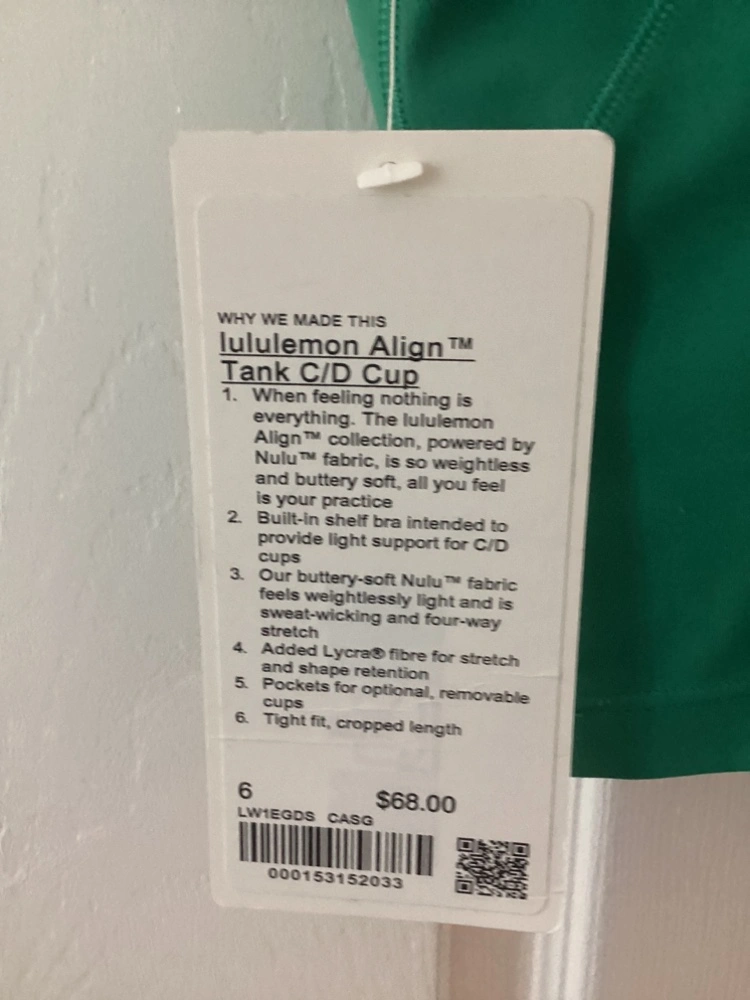 WHY WE MADE THIS
lululemon Align™
Tank C/D Cup
1. When feeling nothing is
everything. The lululemon
Align™ collection, powered by
Nulu™ fabric, is so weightless
and buttery soft, all you feel
is your practice
2. Built-in shelf bra intended to
provide light support for C/D
cups
3. Our buttery-soft Nulu™ fabric
feels weightlessly light and is
sweat-wicking and four-way
stretch
4. Added Lycra® fibre for stretch
and shape retention
5. Pockets for optional, removable
cups
6. Tight fit, cropped length
6 $68.00
LW1EGDS CASG
000153152033